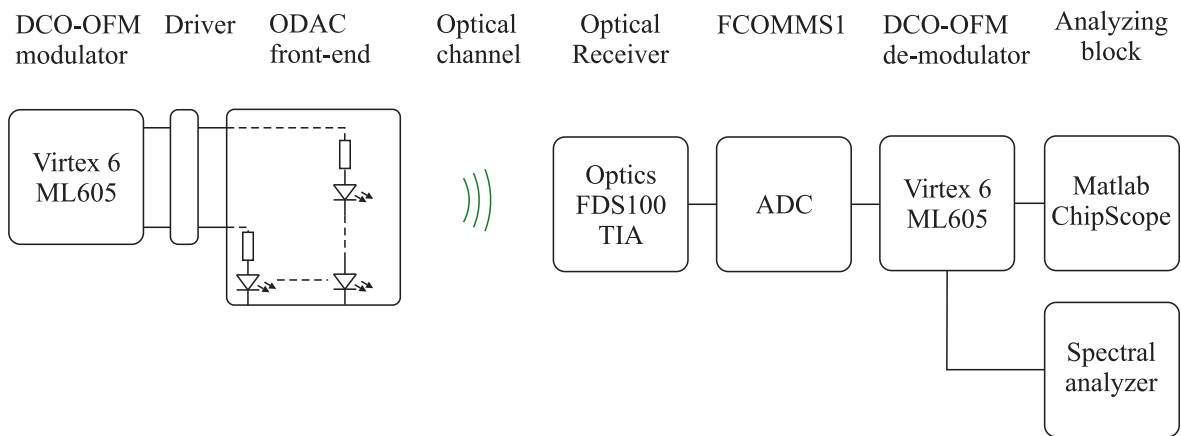 DCO-OFM
modulator
Driver
ODAC
front-end
Optical
channel
Optical
Receiver
FCOMMS1
DCO-OFM
de-modulator
Analyzing
block
Virtex 6
ML605
Optics
FDS100
TIA
ADC
Virtex 6
ML605
Matlab
ChipScope
Spectral
analyzer